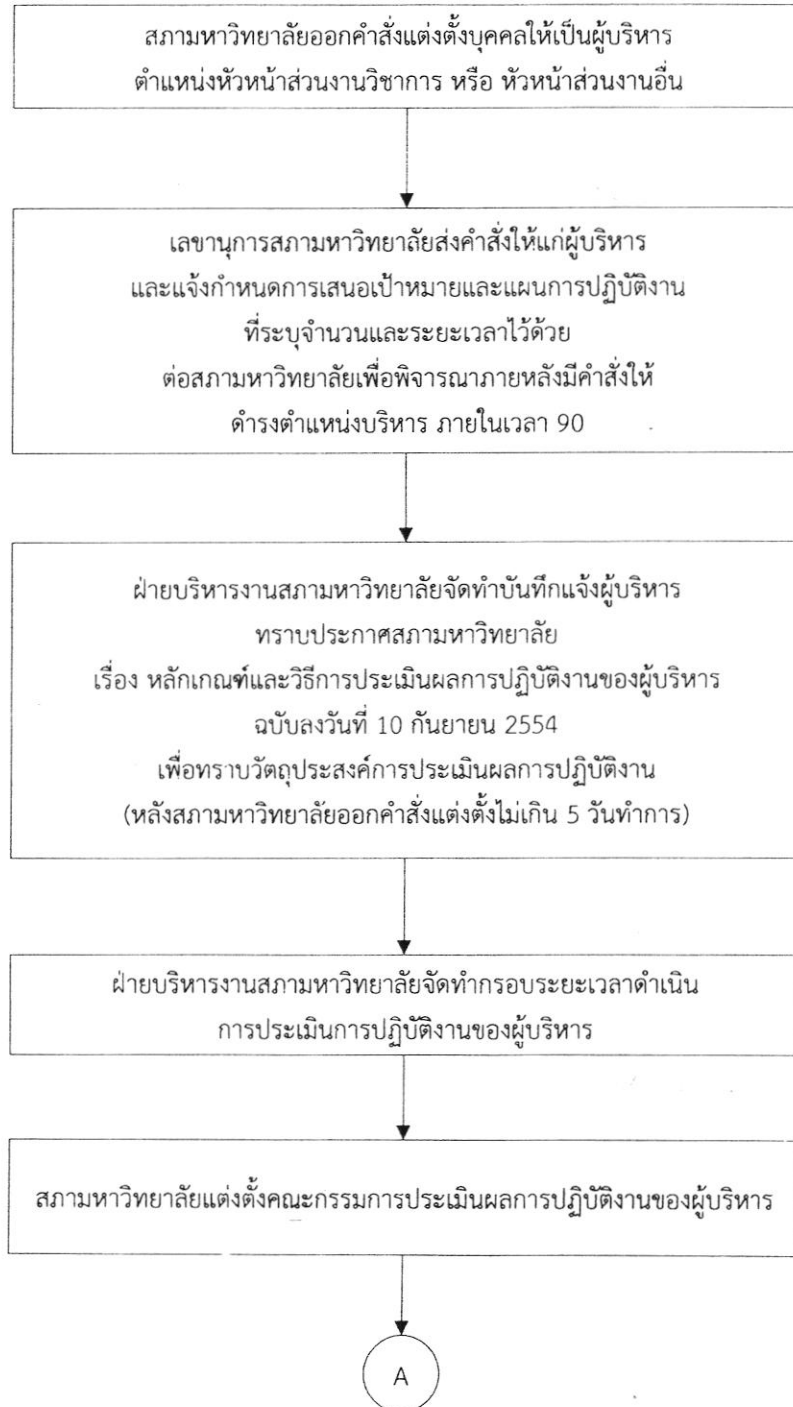 สภามหาวิทยาลัยออกคำสั่งแต่งตั้งบุคคลให้เป็นผู้บริหาร
ตำแหน่งหัวหน้าส่วนงานวิชาการ หรือ หัวหน้าส่วนงานอื่น
เลขานุการสภามหาวิทยาลัยส่งคำสั่งให้แก่ผู้บริหาร
และแจ้งกำหนดการเสนอเป้าหมายและแผนการปฏิบัติงาน
ที่ระบุจำนวนและระยะเวลาไว้ด้วย
ต่อสภามหาวิทยาลัยเพื่อพิจารณาภายหลังมีคำสั่งให้
ดำรงตำแหน่งบริหาร ภายในเวลา 90
ฝ่ายบริหารงานสภามหาวิทยาลัยจัดทำบันทึกแจ้งผู้บริหาร
ทราบประกาศสภามหาวิทยาลัย
เรื่อง หลักเกณฑ์และวิธีการประเมินผลการปฏิบัติงานของผู้บริหาร
ฉบับลงวันที่ 10 กันยายน 2554
เพื่อทราบวัตถุประสงค์การประเมินผลการปฏิบัติงาน
(หลังสภามหาวิทยาลัยออกคำสั่งแต่งตั้งไม่เกิน 5 วันทำการ)
ฝ่ายบริหารงานสภามหาวิทยาลัยจัดทำกรอบระยะเวลาดำเนิน
การประเมินการปฏิบัติงานของผู้บริหาร
สภามหาวิทยาลัยแต่งตั้งคณะกรรมการประเมินผลการปฏิบัติงานของผู้บริหาร
A